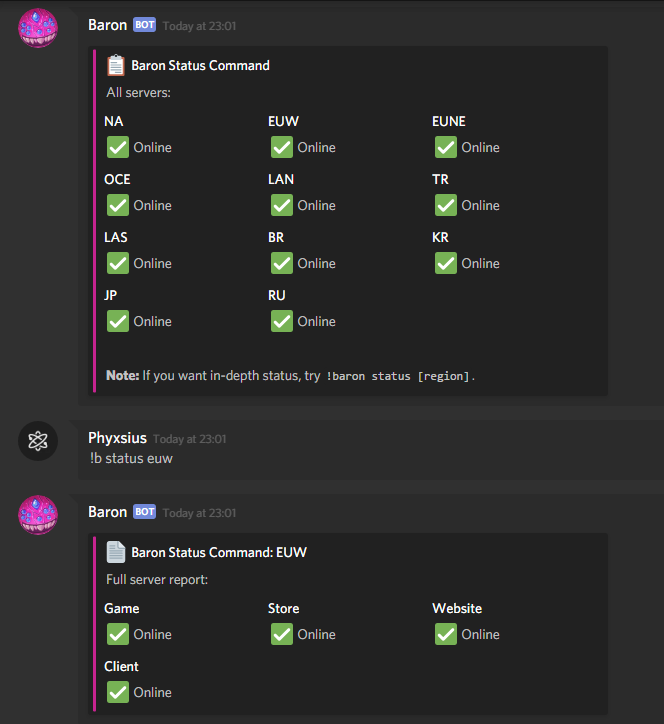 Baron BOT Today at 23:01
Baron Status Command
All servers:
NA EUW EUNE
Online Online Online
OCE LAN TR
Online Online Online
LAS BR KR
Online Online Online
JP RU
Online Online
Note: If you want in-depth status, try !baron status [region].
Phyxsius Today at 23:01
!b status euw
Baron BOT Today at 23:01
Baron Status Command: EUW
Full server report:
Game Store Website
Online Online Online
Client
Online